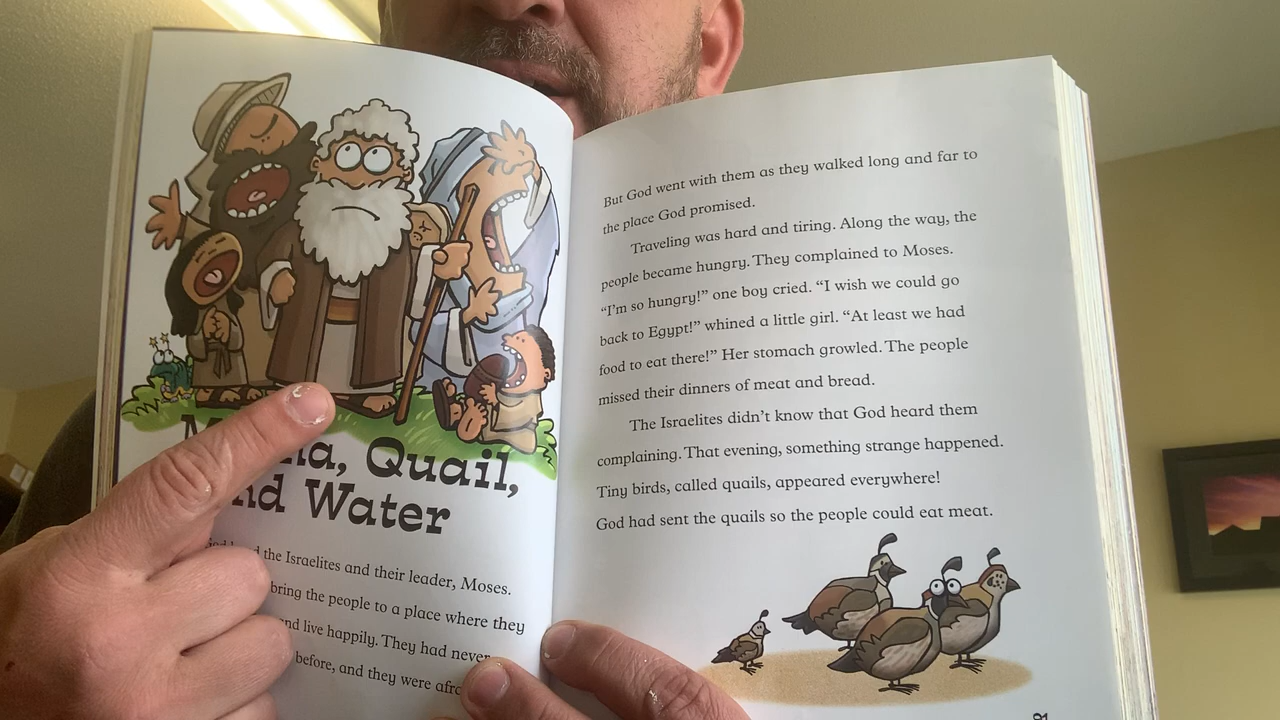 Quail,
Water
the Israelites and their leader, Moses.
bring the people to a place where they
and live happily. They had never
before, and they were
But God went with them as they walked long and far to
the place God promised.
Traveling was hard and tiring. Along the way, the
people became hungry. They complained to Moses.
“I’m so hungry!” one boy cried. “I wish we could go
back to Egypt!” whined a little girl. “At least we had
food to eat there!” Her stomach growled. The people
missed their dinners of meat and bread.
The Israelites didn’t know that God heard them
complaining. That evening, something strange happened.
Tiny birds, called quails, appeared everywhere!
God had sent the quails so the people could eat meat.